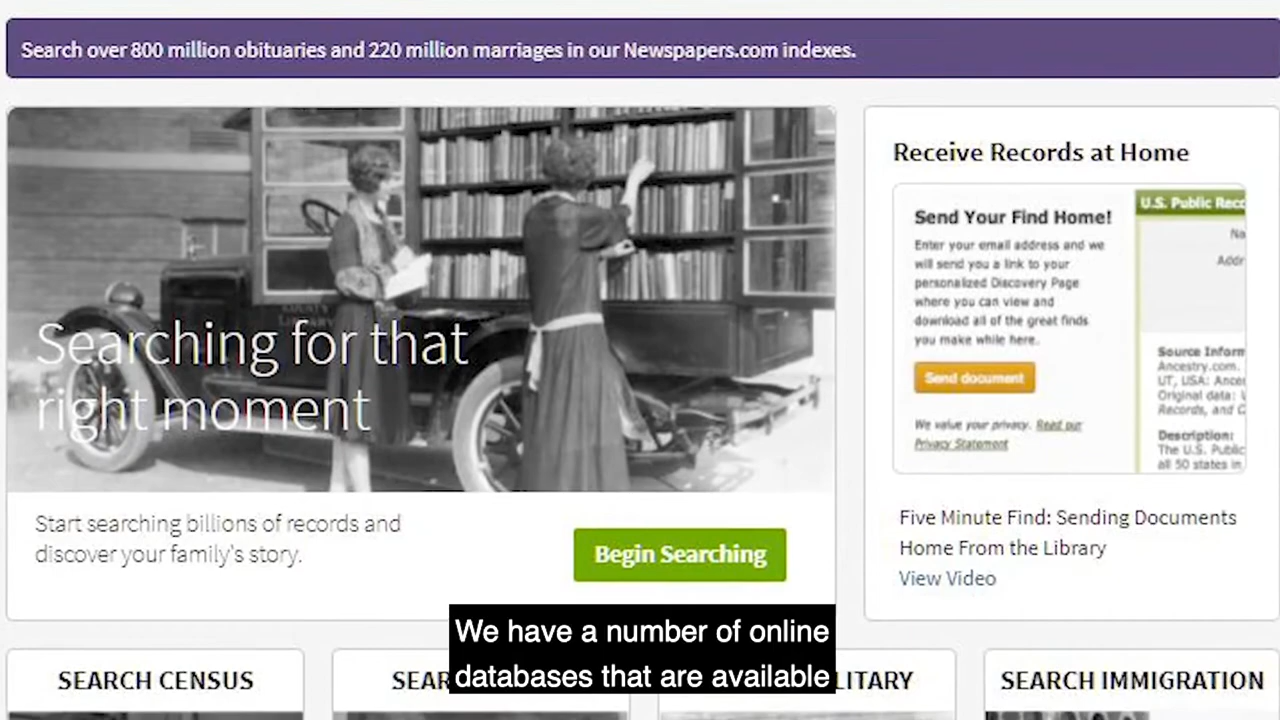 Search over 800 million obituaries and 220 million marriages in our Newspapers.com indexes.
Searching for that
right moment
Start searching billions of records and
discover your family's story.
Begin Searching
Receive Records at Home
Send Your Find Home!
Enter your email address and we
will send you a link to your
personalized Discovery Page
where you can view and
download all of the great finds
you make while here.
Send document
We value your privacy. Read our
Privacy Statement
U.S. Public Reco
Na
Addr
Source Inform
Ancestry.com.
UT, USA: Ances
Original data:
Records, and
Description:
The U.S. Public
all 50 states in
Five Minute Find: Sending Documents
Home From the Library
View Video
We have a number of online
databases that are available
SEARCH CENSUS
SEAR
LITARY
SEARCH IMMIGRATION